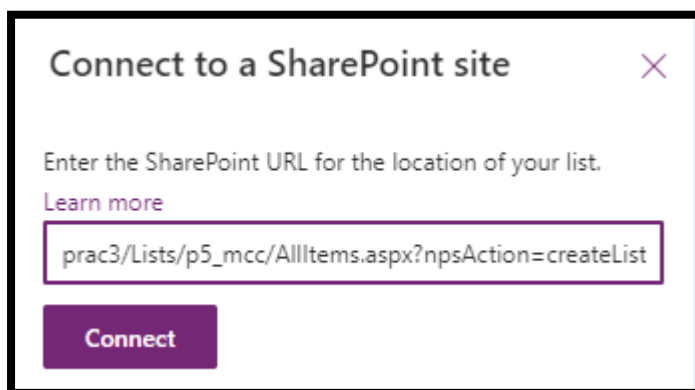 Connect to a SharePoint site
Enter the SharePoint URL for the location of your list.
Learn more
prac3/Lists/p5_mcc/AllItems.aspx?npsAction=createList
Connect